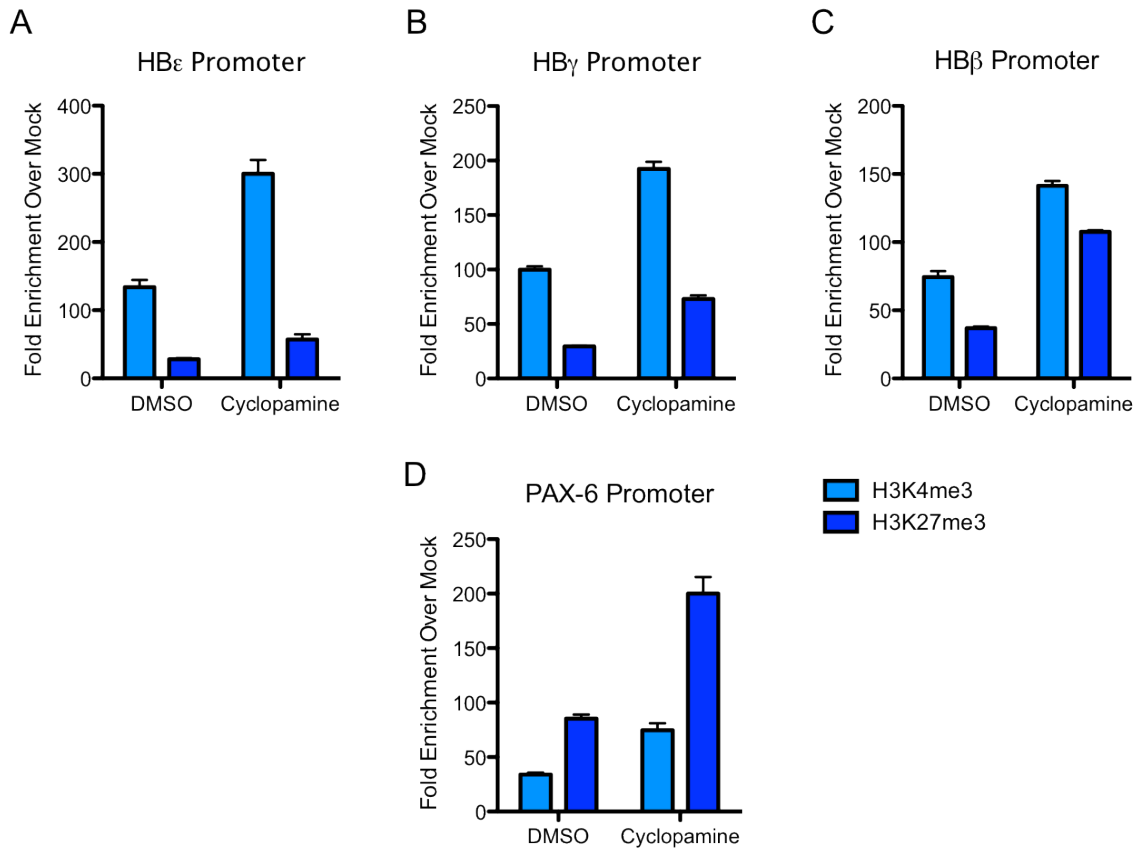 A
HBε Promoter
Fold Enrichment Over Mock
400
300
200
100
0
DMSO
Cyclopamine
B
HBγ Promoter
Fold Enrichment Over Mock
250
200
150
100
50
0
DMSO
Cyclopamine
C
HBβ Promoter
Fold Enrichment Over Mock
200
150
100
50
0
DMSO
Cyclopamine
D
PAX-6 Promoter
Fold Enrichment Over Mock
250
200
150
100
50
0
DMSO
Cyclopamine
H3K4me3
H3K27me3